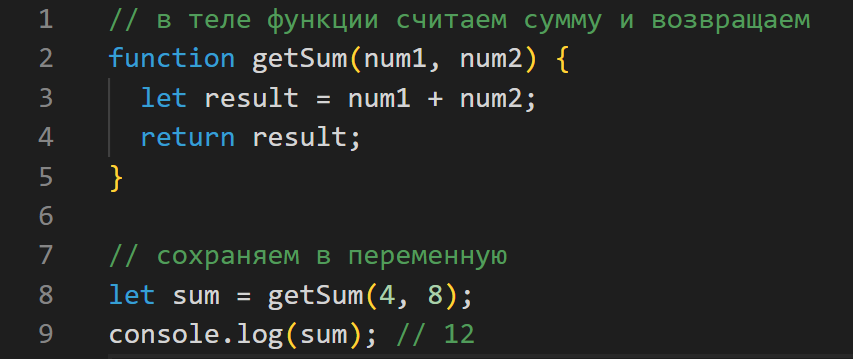 1 // в теле функции считаем сумму и возвращаем
2 function getSum(num1, num2) {
3   let result = num1 + num2;
4   return result;
5 }
6
7 // сохраняем в переменную
8 let sum = getSum(4, 8);
9 console.log(sum); // 12